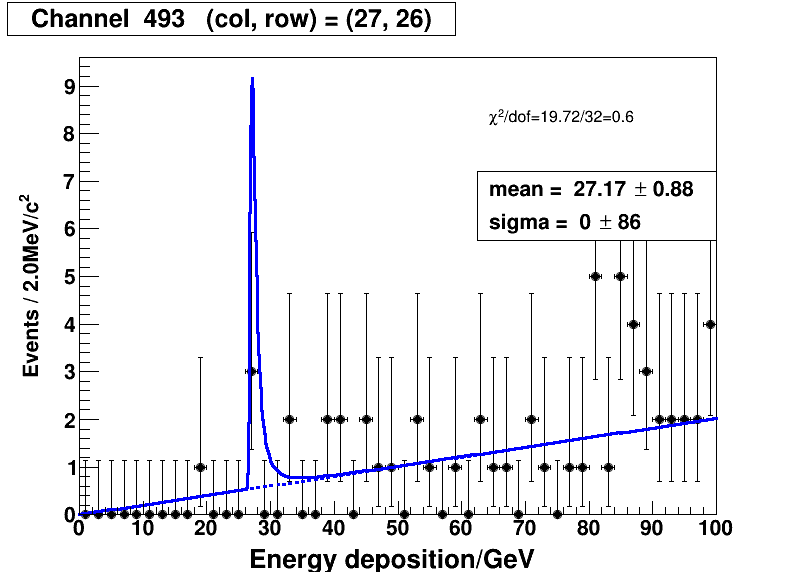 Channel 493 (col, row) = (27, 26)
χ²/dof=19.72/32=0.6
mean = 27.17 ± 0.88
sigma = 0 ± 86
Events / 2.0MeV/c²
9
8
7
6
5
4
3
2
1
0
0 10 20 30 40 50 60 70 80 90 100
Energy deposition/GeV